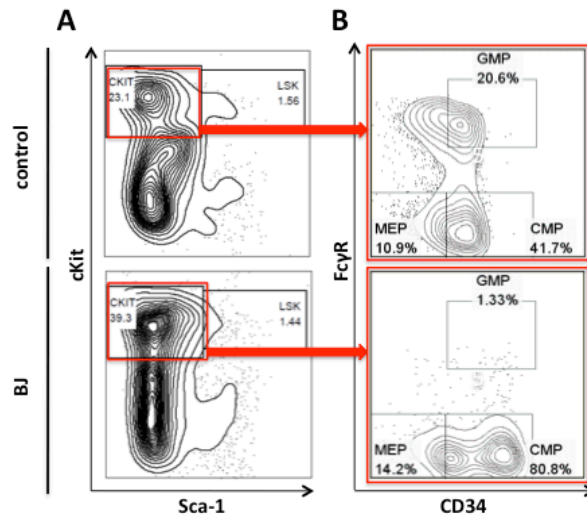 A
B
control
cKit
CKIT
23.1
LSK
1.56
FcγR
GMP
20.6%
MEP
10.9%
CMP
41.7%
BJ
CKIT
39.3
LSK
1.44
GMP
1.33%
MEP
14.2%
CMP
80.8%
Sca-1
CD34